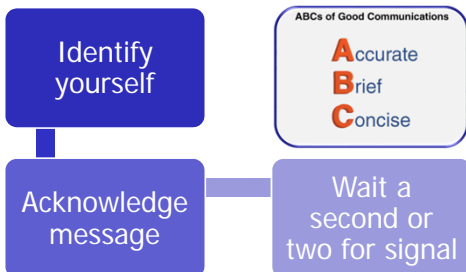 Identify
yourself
ABCs of Good Communications
Accurate
Brief
Concise
Acknowledge
message
Wait a
second or
two for signal